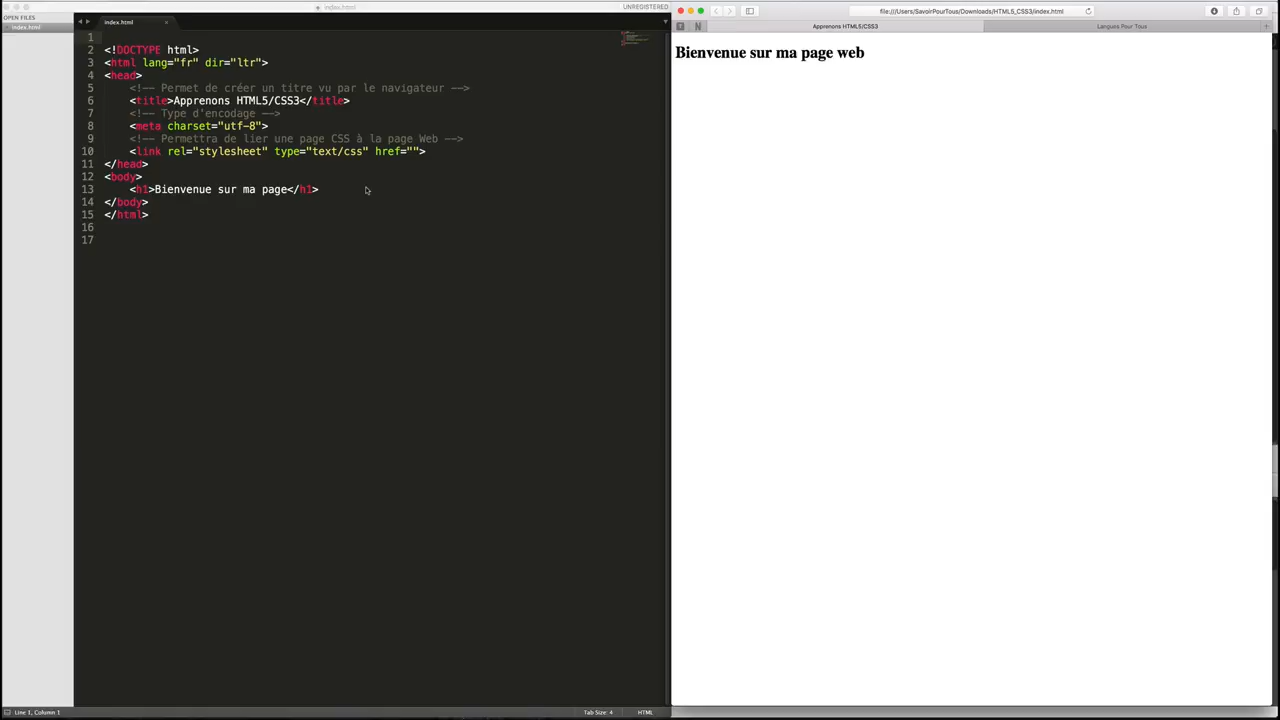 index.html
UNREGISTERED
OPEN FILES
index.html
index.html
1
2 <!DOCTYPE html>
3 <html lang="fr" dir="ltr">
4 <head>
5 <!-- Permet de créer un titre vu par le navigateur -->
6 <title>Apprenons HTML5/CSS3</title>
7 <!-- Type d'encodage -->
8 <meta charset="utf-8">
9 <!-- Permettra de lier une page CSS à la page Web -->
10 <link rel="stylesheet" type="text/css" href="">
11 </head>
12 <body>
13 <h1>Bienvenue sur ma page</h1>
14 </body>
15 </html>
16
17
Line 1, Column 1
Tab Size: 4
HTML
file:///Users/SavoirPourTous/Downloads/HTML5_CSS3/index.html
T
N
Apprenons HTML5/CSS3
Langues Pour Tous
Bienvenue sur ma page web